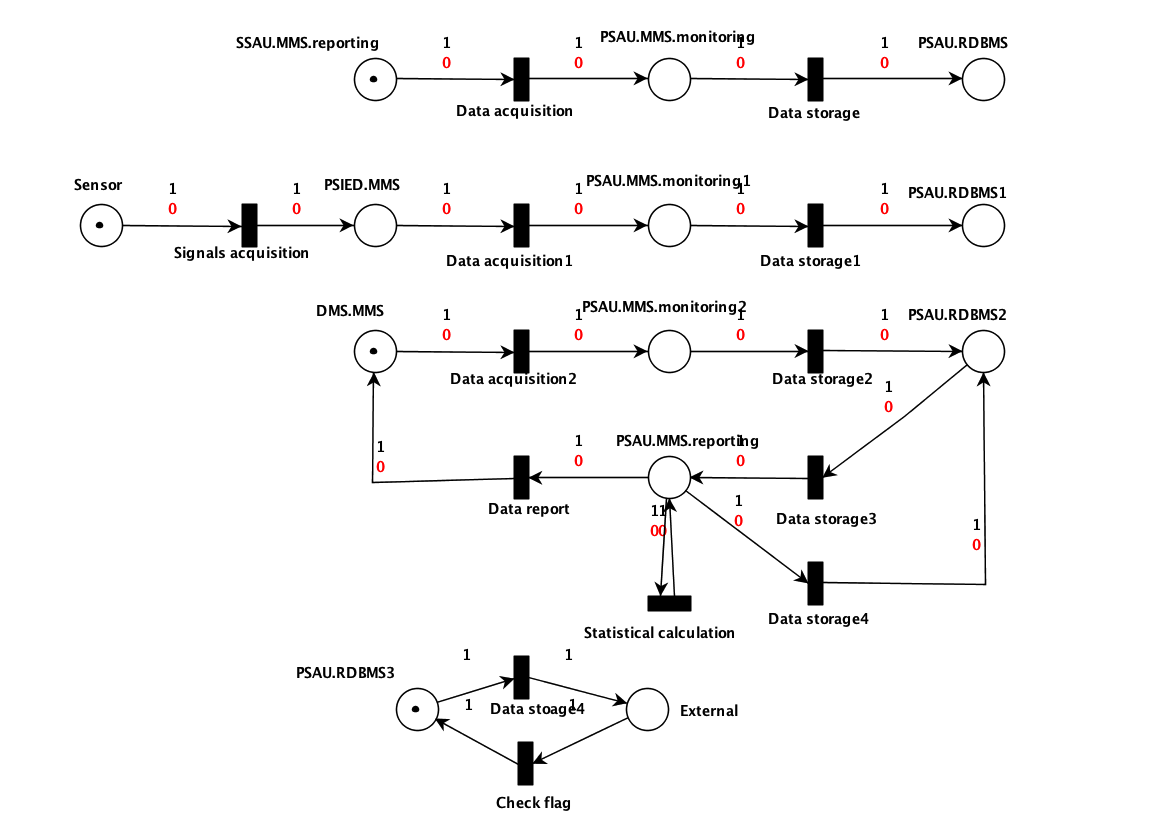 SSAU.MMS.reporting
1
0
1
0
PSAU.MMS.monitoring
1
0
1
0
PSAU.RDBMS
Data acquisition
Data storage
Sensor
1
0
1
0
PSIED.MMS
1
0
1
0
PSAU.MMS.monitoring1
1
0
1
0
PSAU.RDBMS1
Signals acquisition
Data acquisition1
Data storage1
DMS.MMS
1
0
1
0
PSAU.MMS.monitoring2
1
0
1
0
PSAU.RDBMS2
Data acquisition2
Data storage2
1
0
1
0
1
0
PSAU.MMS.reporting
1
0
Data report
1
0
1
0
1
0
Data storage3
1
0
Data storage4
Statistical calculation
PSAU.RDBMS3
1
1
1
Data stoage4
1
External
Check flag